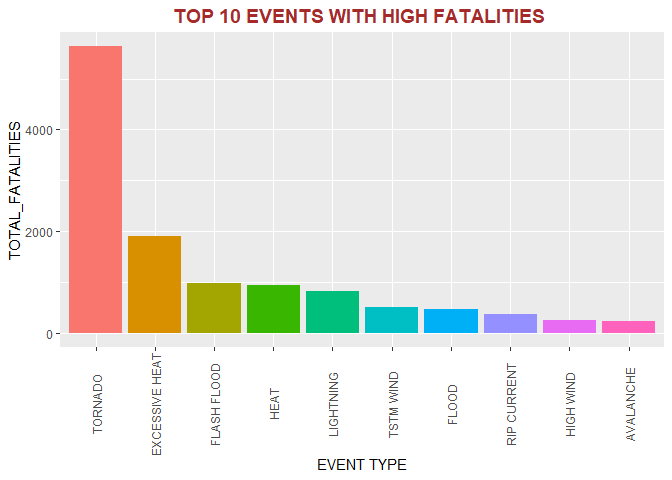 TOP 10 EVENTS WITH HIGH FATALITIES
TOTAL_FATALITIES
4000
2000
0
TORNADO
EXCESSIVE HEAT
FLASH FLOOD
HEAT
LIGHTNING
TSTM WIND
FLOOD
RIP CURRENT
HIGH WIND
AVALANCHE
EVENT TYPE